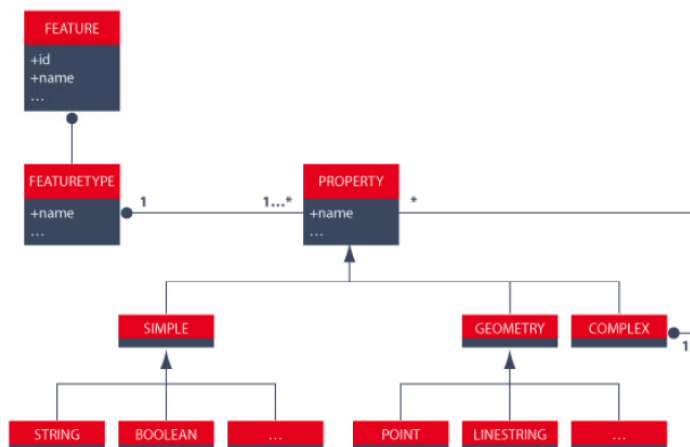 FEATURE
+id
+name
...
FEATURETYPE
+name
...
1
1...*
PROPERTY
+name
...
*
SIMPLE
GEOMETRY
COMPLEX
1
STRING
BOOLEAN
...
POINT
LINESTRING
...